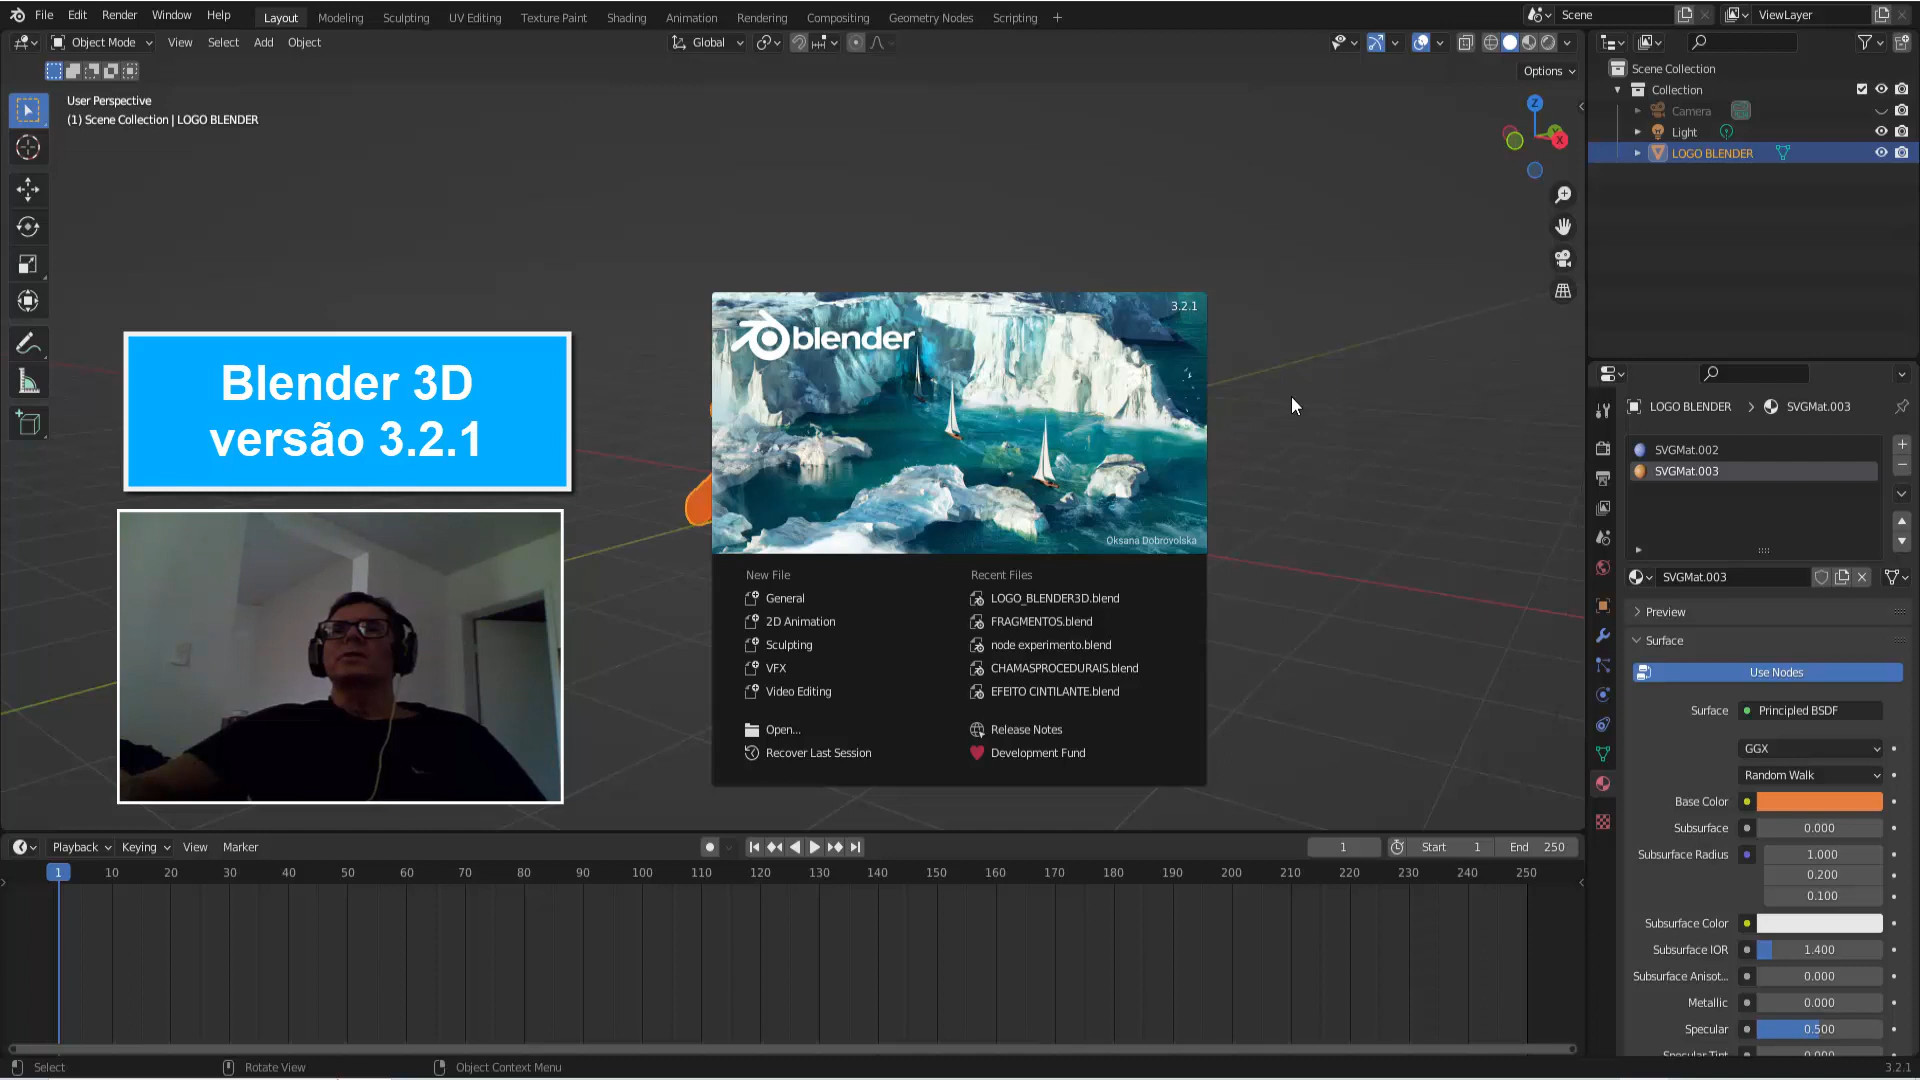 File Edit Render Window Help Layout Modeling Sculpting UV Editing Texture Paint Shading Animation Rendering Compositing Geometry Nodes Scripting + Scene ViewLayer
Object Mode View Select Add Object Global
Options
User Perspective
(1) Scene Collection | LOGO BLENDER
Z
X
Scene Collection
Collection
Camera
Light
LOGO BLENDER
Blender 3D
versão 3.2.1
3.2.1
blender
Oksana Dobrovolska
New File
General
2D Animation
Sculpting
VFX
Video Editing
Open...
Recover Last Session
Recent Files
LOGO_BLENDER3D.blend
FRAGMENTOS.blend
node experimento.blend
CHAMASPROCEDURAIS.blend
EFEITO CINTILANTE.blend
Release Notes
Development Fund
LOGO BLENDER > SVGMat.003
SVGMat.002
SVGMat.003
SVGMat.003
Preview
Surface
Use Nodes
Surface Principled BSDF
GGX
Random Walk
Base Color
Subsurface 0.000
Subsurface Radius 1.000
0.200
0.100
Subsurface Color
Subsurface IOR 1.400
Subsurface Anisot... 0.000
Metallic 0.000
Specular 0.500
Playback Keying View Marker 1 Start 1 End 250
1 10 20 30 40 50 60 70 80 90 100 110 120 130 140 150 160 170 180 190 200 210 220 230 240 250
Select Rotate View Object Context Menu 3.2.1